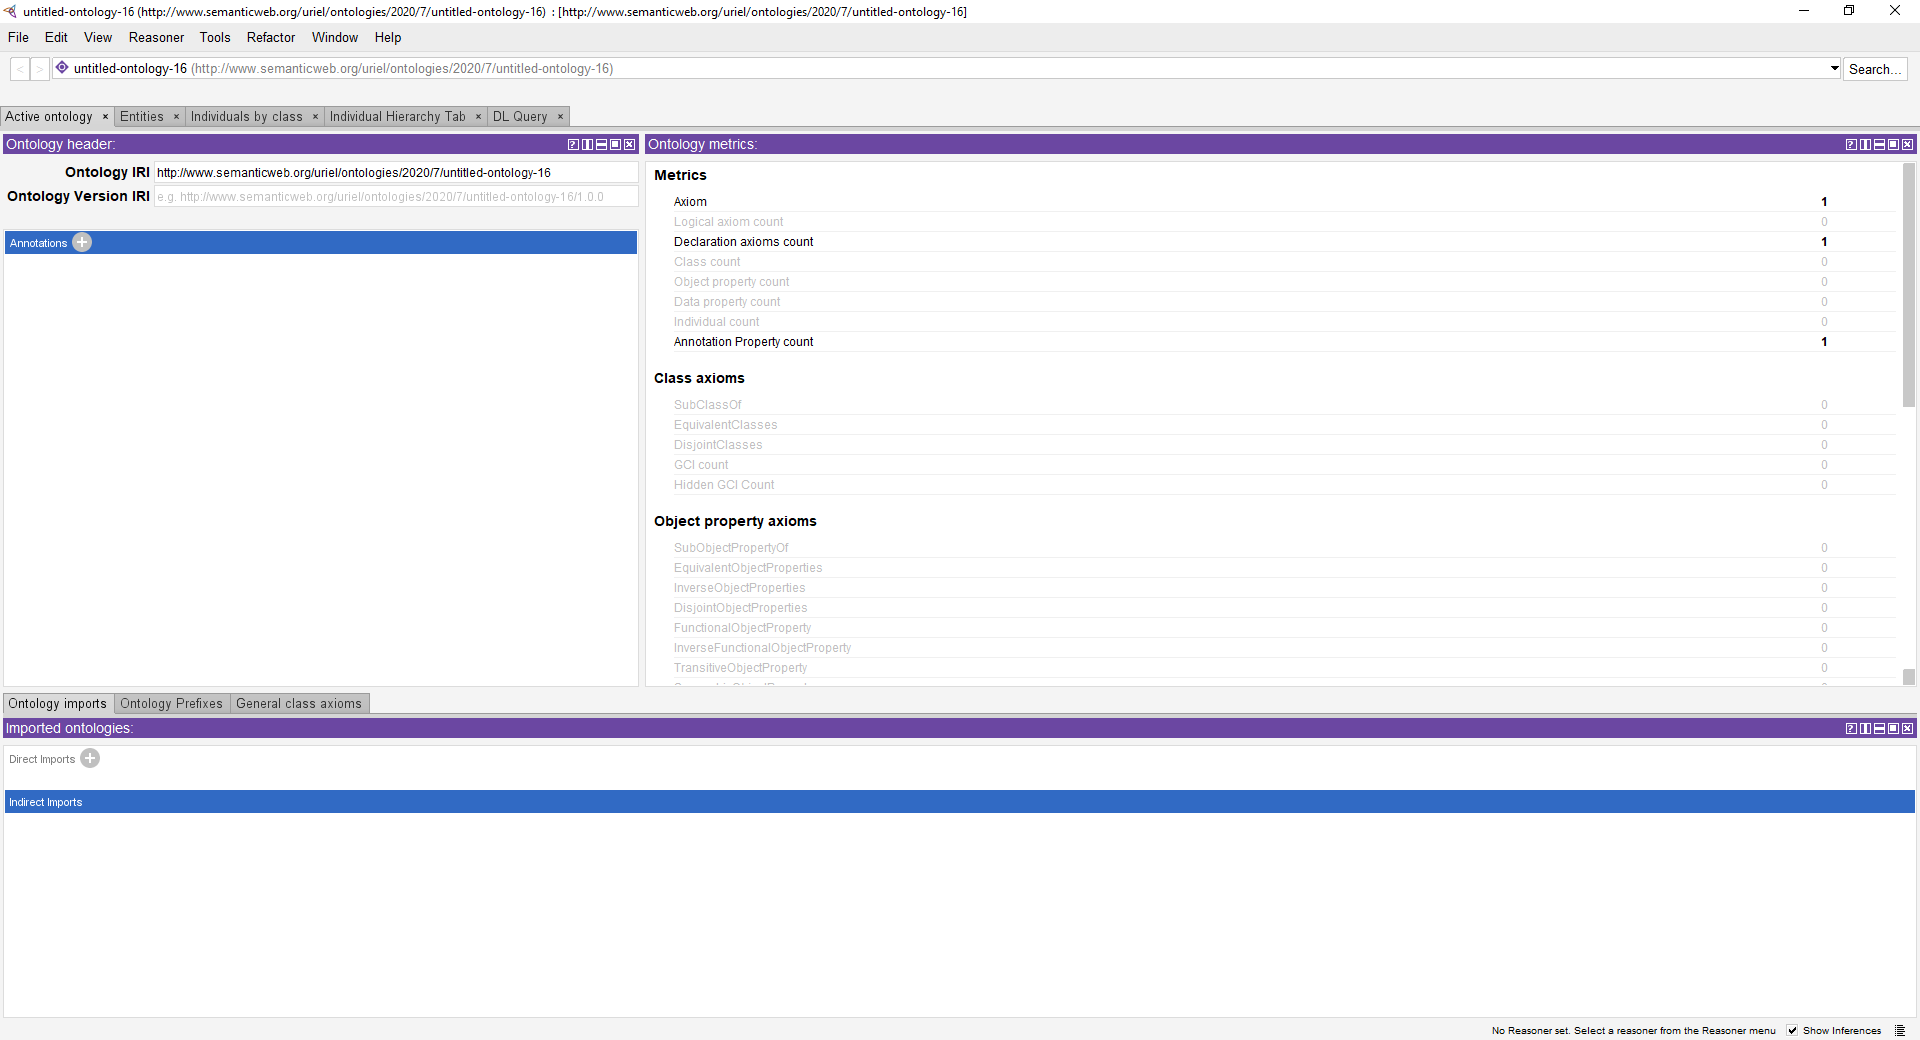 untitled-ontology-16 (http://www.semanticweb.org/uriel/ontologies/2020/7/untitled-ontology-16) : [http://www.semanticweb.org/uriel/ontologies/2020/7/untitled-ontology-16]
File Edit View Reasoner Tools Refactor Window Help
< > untitled-ontology-16 (http://www.semanticweb.org/uriel/ontologies/2020/7/untitled-ontology-16) Search...
Active ontology × Entities × Individuals by class × Individual Hierarchy Tab × DL Query ×
Ontology header:
Ontology IRI http://www.semanticweb.org/uriel/ontologies/2020/7/untitled-ontology-16
Ontology Version IRI e.g. http://www.semanticweb.org/uriel/ontologies/2020/7/untitled-ontology-16/1.0.0
Annotations
Ontology metrics:
Metrics
Axiom 1
Logical axiom count 0
Declaration axioms count 1
Class count 0
Object property count 0
Data property count 0
Individual count 0
Annotation Property count 1
Class axioms
SubClassOf 0
EquivalentClasses 0
DisjointClasses 0
GCI count 0
Hidden GCI Count 0
Object property axioms
SubObjectPropertyOf 0
EquivalentObjectProperties 0
InverseObjectProperties 0
DisjointObjectProperties 0
FunctionalObjectProperty 0
InverseFunctionalObjectProperty 0
TransitiveObjectProperty 0
Ontology imports Ontology Prefixes General class axioms
Imported ontologies:
Direct Imports
Indirect Imports
No Reasoner set. Select a reasoner from the Reasoner menu Show Inferences